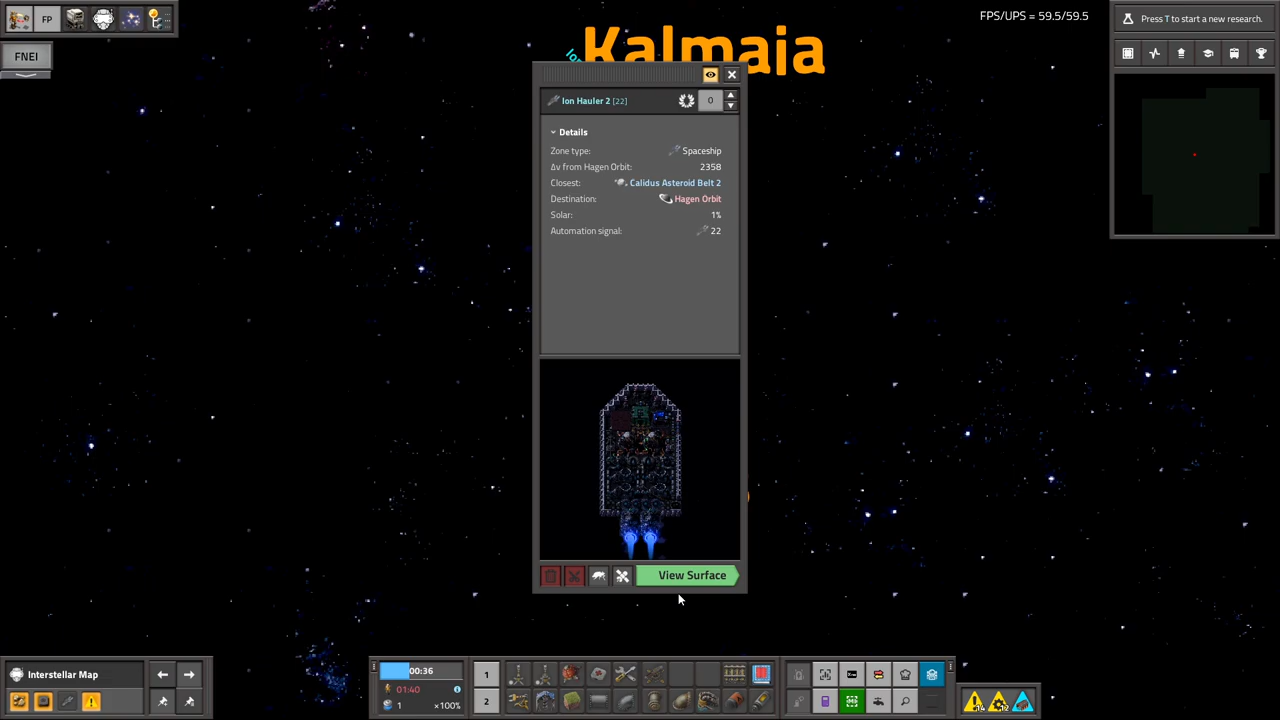 FP
FPS/UPS = 59.5/59.5
Press T to start a new research.
FNEI
Kalmaia
Ion Hauler 2 [22]
0
Details
Zone type: Spaceship
Δv from Hagen Orbit: 2358
Closest: Calidus Asteroid Belt 2
Destination: Hagen Orbit
Solar: 1%
Automation signal: 22
View Surface
Interstellar Map
00:36
01:40
1 ×100%
1
2